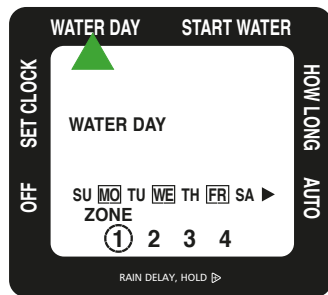 WATER DAY START WATER
SET CLOCK
OFF
HOW LONG
AUTO
WATER DAY
SU MO TU WE TH FR SA
ZONE
1 2 3 4
RAIN DELAY, HOLD